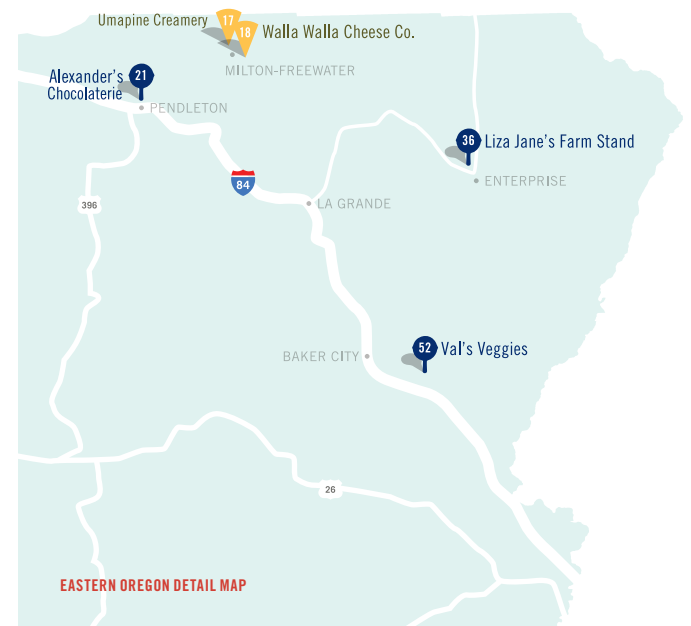 Umapine Creamery
17
18
Walla Walla Cheese Co.
MILTON-FREEWATER
Alexander's
Chocolaterie
21
PENDLETON
36
Liza Jane's Farm Stand
ENTERPRISE
84
396
LA GRANDE
52
Val's Veggies
BAKER CITY
26
EASTERN OREGON DETAIL MAP